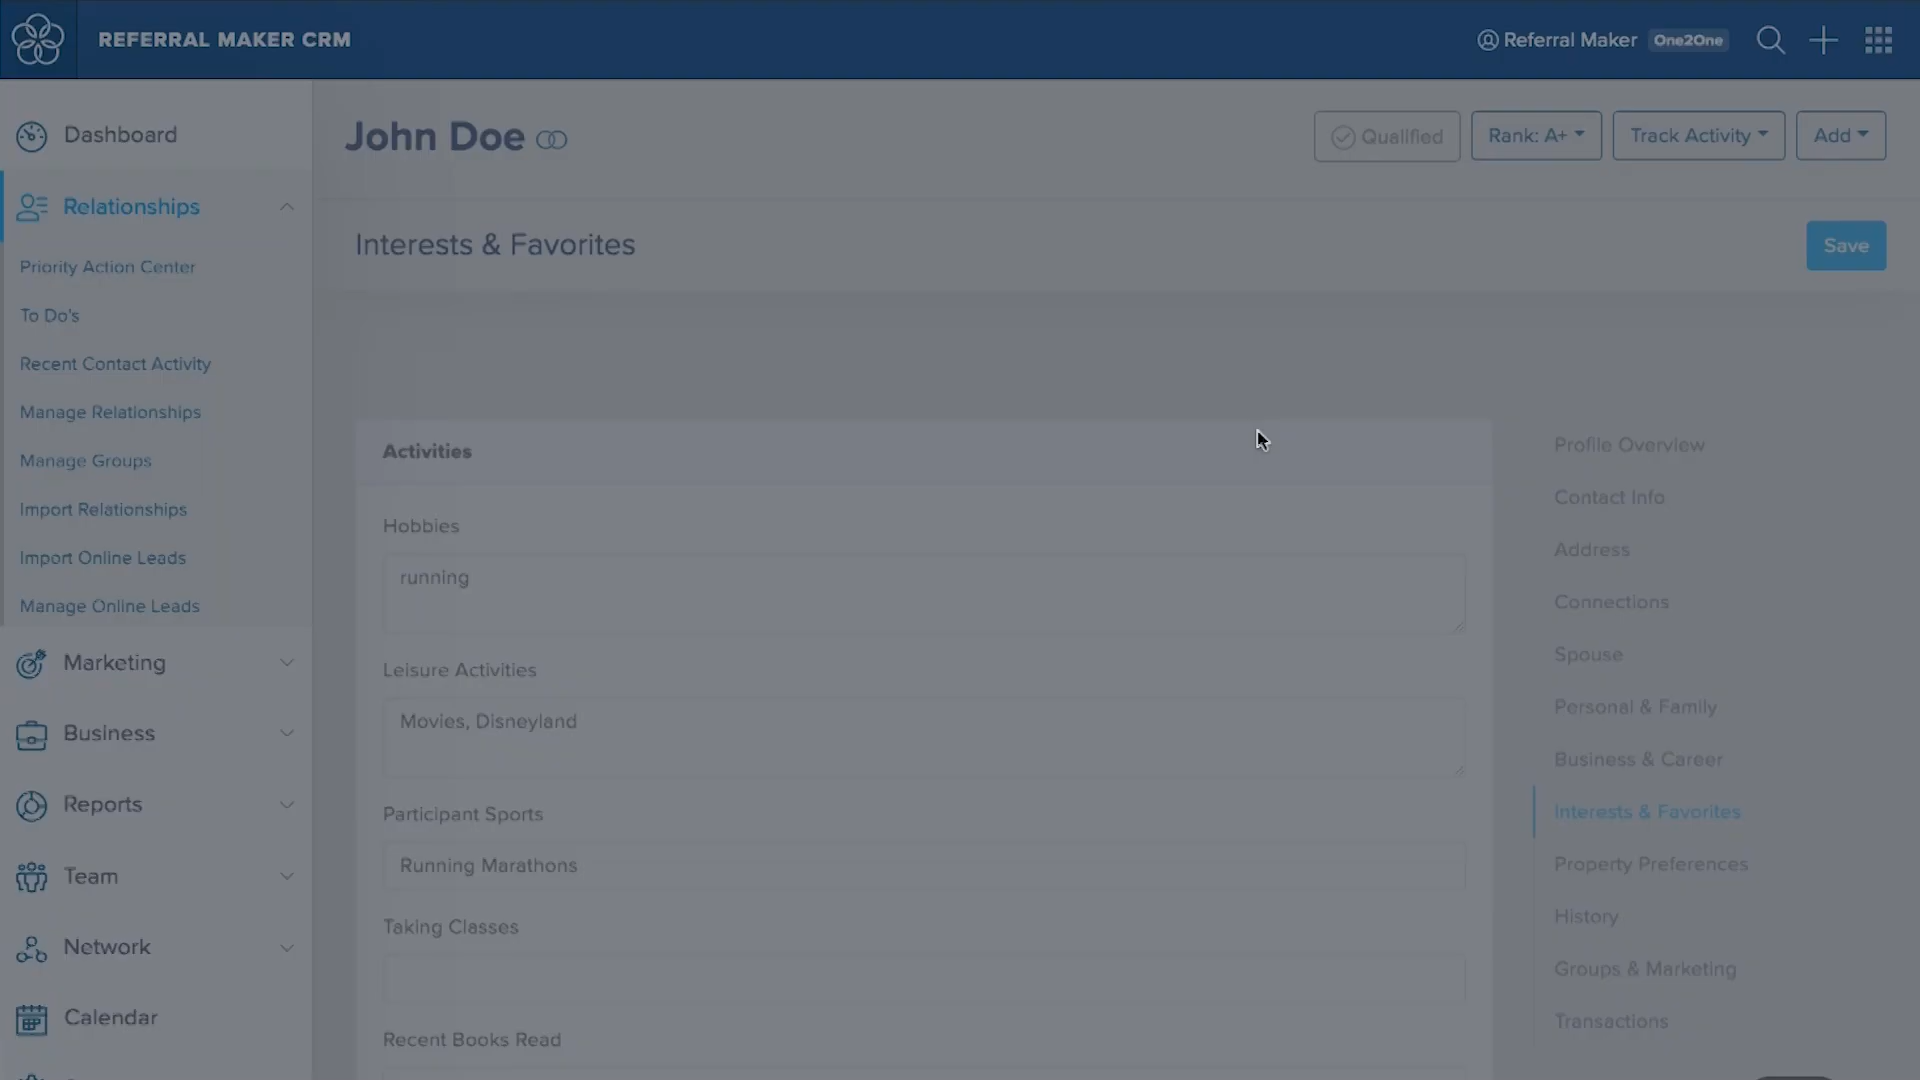 REFERRAL MAKER CRM
Referral Maker One2One
Dashboard
Relationships
Priority Action Center
To Do's
Recent Contact Activity
Manage Relationships
Manage Groups
Import Relationships
Import Online Leads
Manage Online Leads
Marketing
Business
Reports
Team
Network
Calendar
John Doe
Qualified
Rank: A+
Track Activity
Add
Interests & Favorites
Save
Activities
Hobbies
running
Leisure Activities
Movies, Disneyland
Participant Sports
Running Marathons
Taking Classes
Recent Books Read
Profile Overview
Contact Info
Address
Connections
Spouse
Personal & Family
Business & Career
Interests & Favorites
Property Preferences
History
Groups & Marketing
Transactions